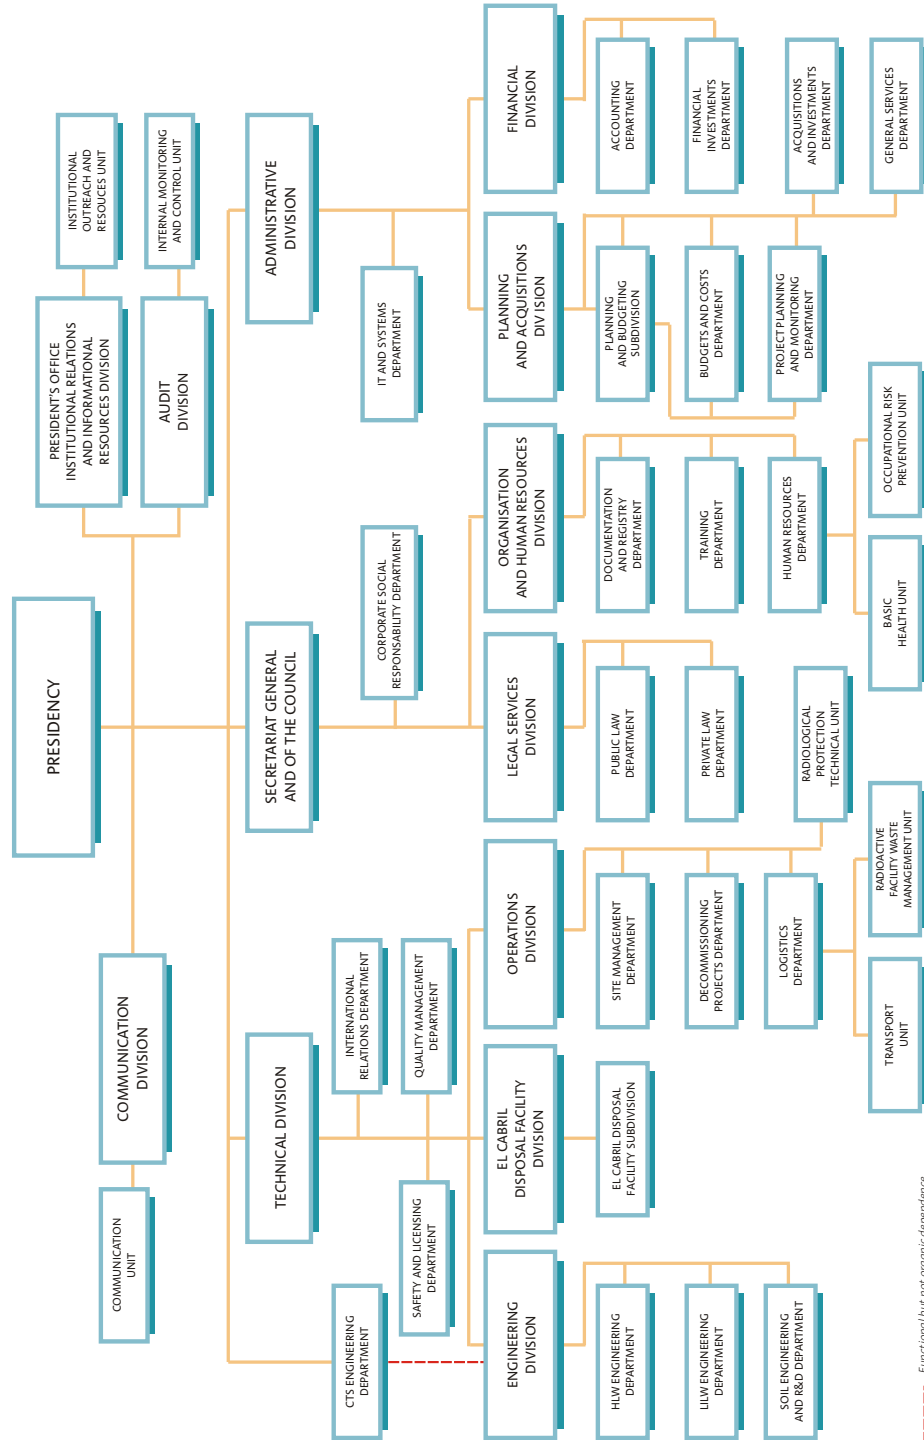 PRESIDENCY
COMMUNICATION
UNIT
COMMUNICATION
DIVISION
PRESIDENT'S OFFICE
INSTITUTIONAL RELATIONS
AND INFORMATIONAL
RESOURCES DIVISION
INSTITUTIONAL
OUTREACH AND
RESOUCES UNIT
AUDIT
DIVISION
INTERNAL MONITORING
AND CONTROL UNIT
TECHNICAL DIVISION
SECRETARIAT GENERAL
AND OF THE COUNCIL
ADMINISTRATIVE
DIVISION
CTS ENGINEERING
DEPARTMENT
INTERNATIONAL
RELATIONS DEPARTMENT
SAFETY AND LICENSING
DEPARTMENT
QUALITY MANAGEMENT
DEPARTMENT
CORPORATE SOCIAL
RESPONSABILITY DEPARTMENT
IT AND SYSTEMS
DEPARTMENT
ENGINEERING
DIVISION
EL CABRIL
DISPOSAL FACILITY
DIVISION
OPERATIONS
DIVISION
LEGAL SERVICES
DIVISION
ORGANISATION
AND HUMAN RESOURCES
DIVISION
PLANNING
AND ACQUISITIONS
DIVISION
FINANCIAL
DIVISION
HLW ENGINEERING
DEPARTMENT
EL CABRIL DISPOSAL
FACILITY SUBDIVISION
SITE MANAGEMENT
DEPARTMENT
PUBLIC LAW
DEPARTMENT
DOCUMENTATION
AND REGISTRY
DEPARTMENT
PLANNING
AND BUDGETING
SUBDIVISION
ACCOUNTING
DEPARTMENT
LILW ENGINEERING
DEPARTMENT
DECOMMISSIONING
PROJECTS DEPARTMENT
PRIVATE LAW
DEPARTMENT
TRAINING
DEPARTMENT
BUDGETS AND COSTS
DEPARTMENT
FINANCIAL
INVESTMENTS
DEPARTMENT
SOIL ENGINEERING
AND R&D DEPARTMENT
LOGISTICS
DEPARTMENT
RADIOLOGICAL
PROTECTION
TECHNICAL UNIT
HUMAN RESOURCES
DEPARTMENT
PROJECT PLANNING
AND MONITORING
DEPARTMENT
ACQUISITIONS
AND INVESTMENTS
DEPARTMENT
TRANSPORT
UNIT
RADIOACTIVE
FACILITY WASTE
MANAGEMENT UNIT
BASIC
HEALTH UNIT
OCCUPATIONAL RISK
PREVENTION UNIT
GENERAL SERVICES
DEPARTMENT
Functional but not organic dependence